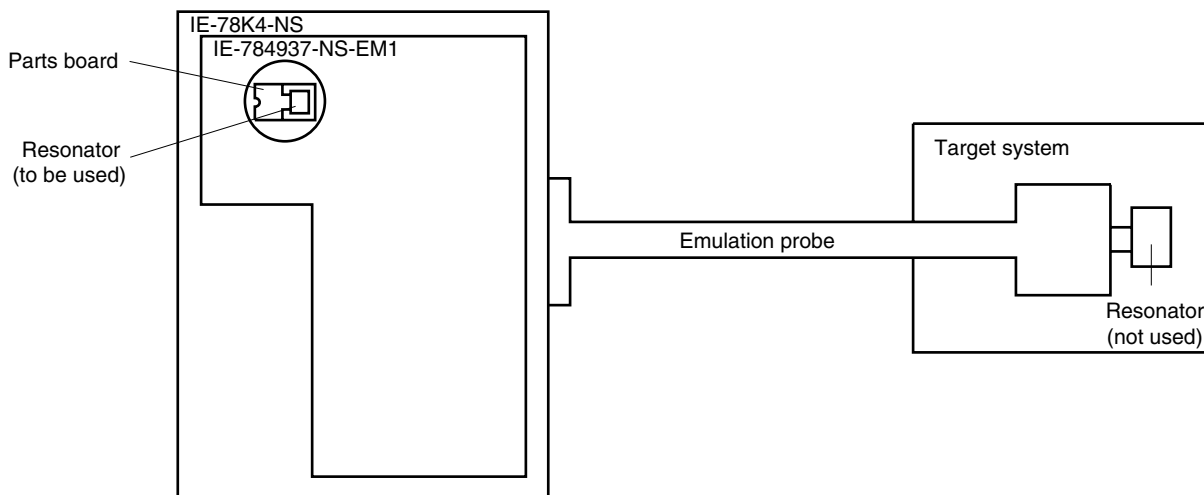 IE-78K4-NS
IE-784937-NS-EM1
Parts board
Resonator
(to be used)
Target system
Emulation probe
Resonator
(not used)